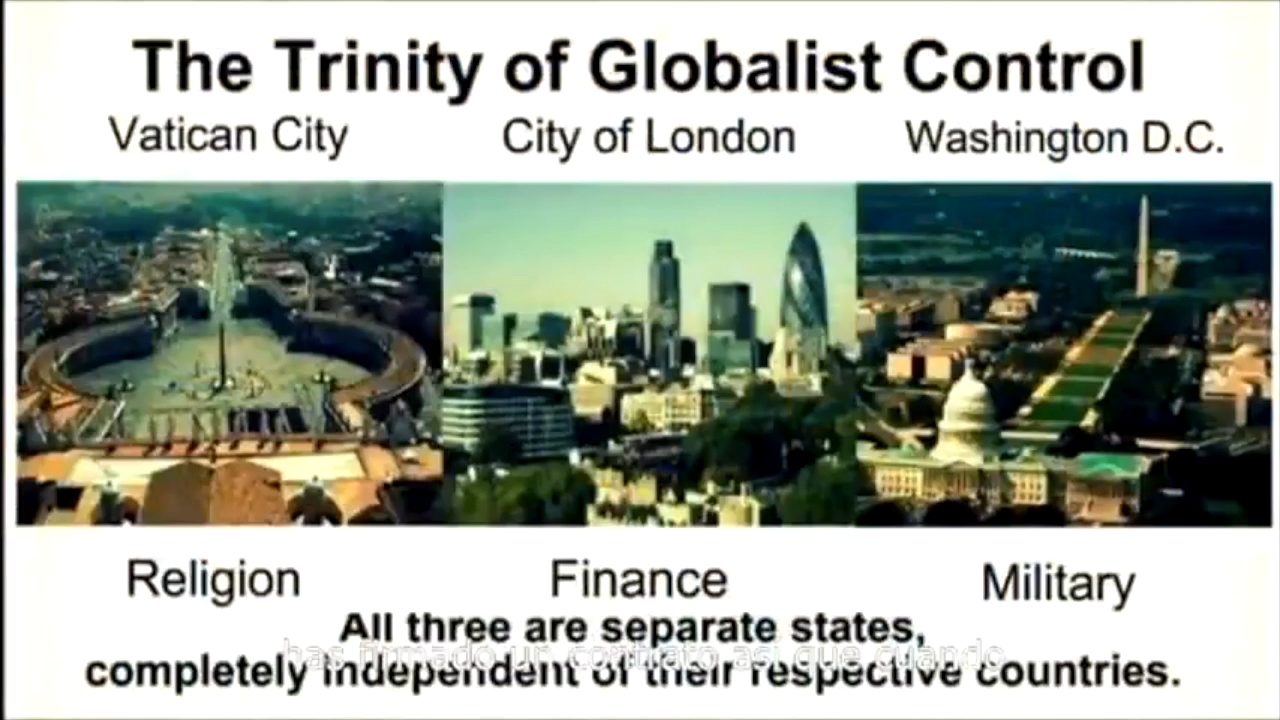 The Trinity of Globalist Control
Vatican City City of London Washington D.C.
Religion Finance Military
All three are separate states,
has firmado un contrato así que cuando
completely independent of their respective countries.